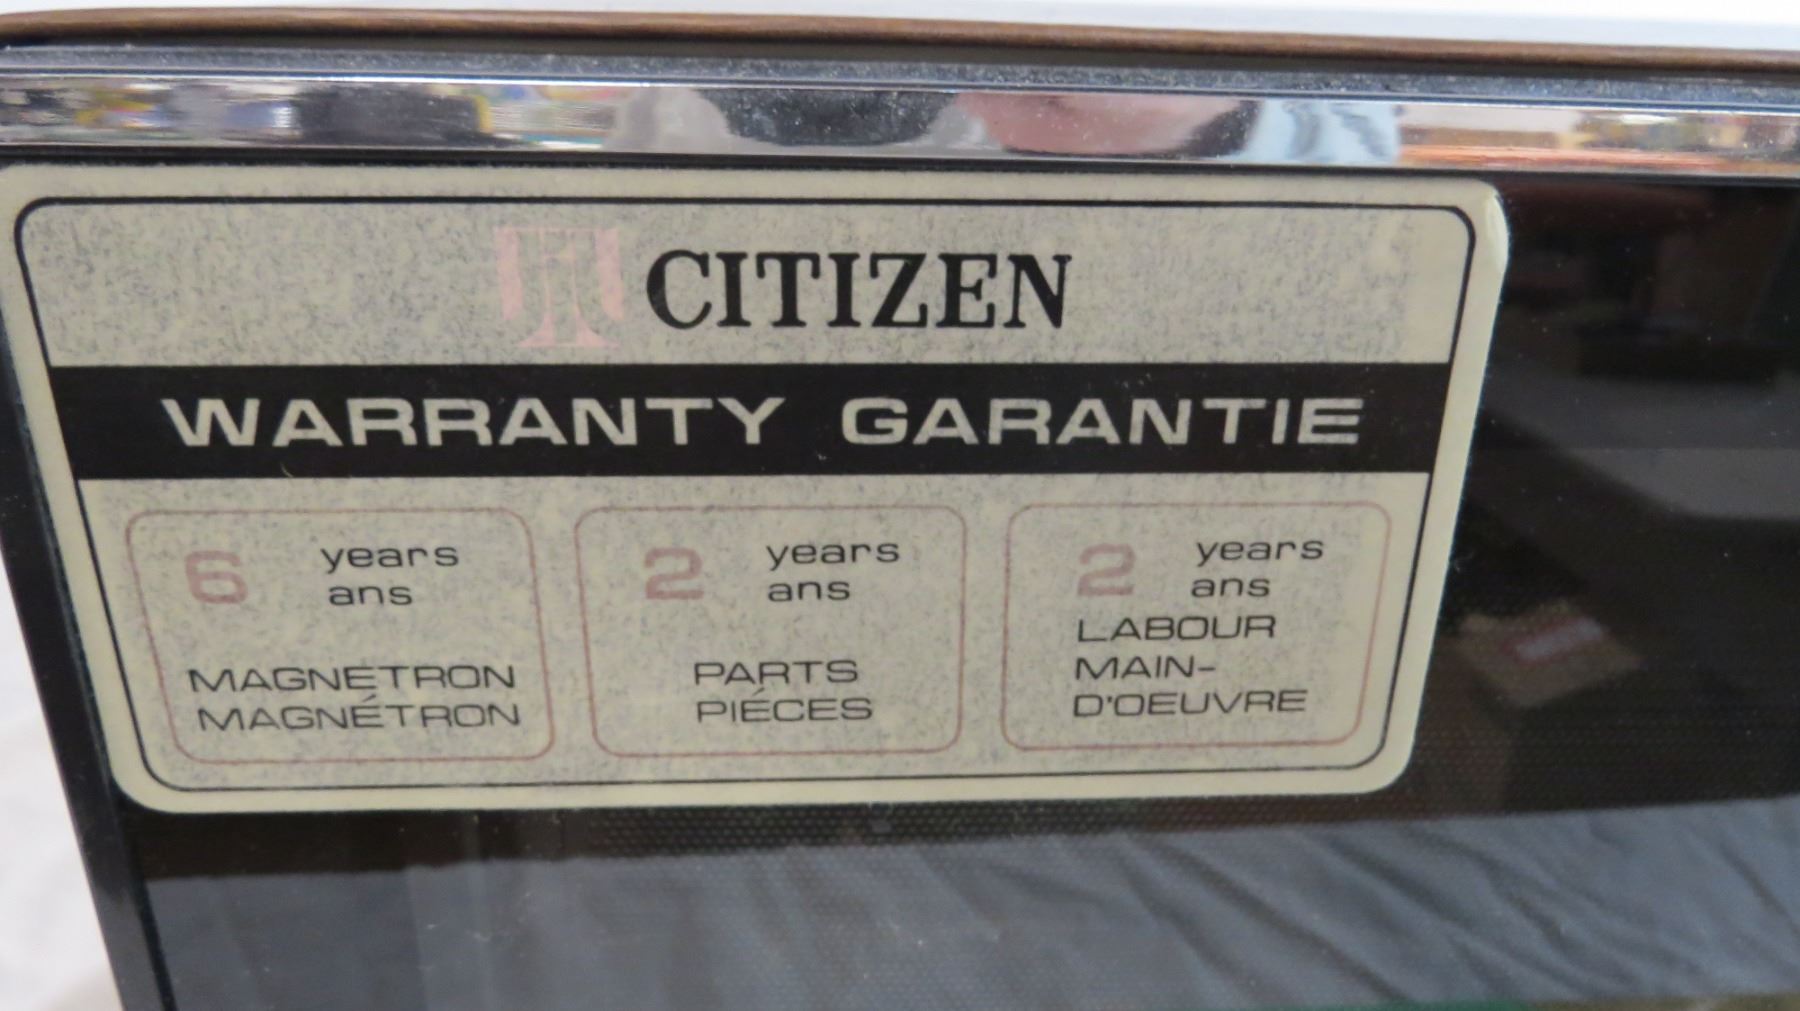 CITIZEN
WARRANTY GARANTIE
6 years
ans
MAGNETRON
MAGNÉTRON
2 years
ans
PARTS
PIÉCES
2 years
ans
LABOUR
MAIN-
D'OEUVRE